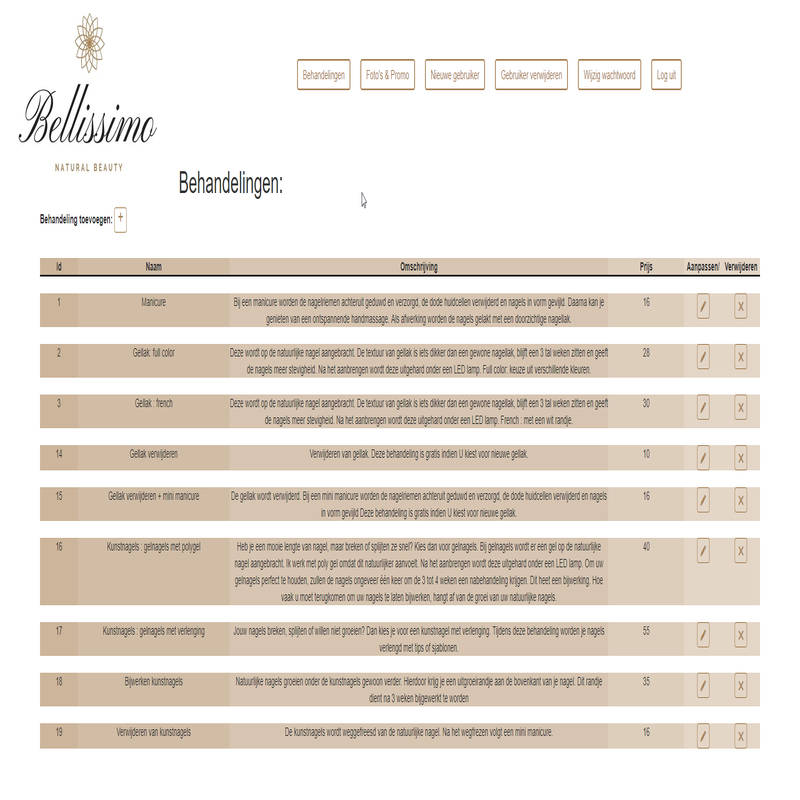 Bellissimo
NATURAL BEAUTY
Behandelingen Foto's & Promo Nieuwe gebruiker Gebruiker verwijderen Wijzig wachtwoord Log uit
Behandelingen:
Behandeling toevoegen: +
Id Naam Omschrijving Prijs Aanpassen/ Verwijderen
1 Manicure Bij een manicure worden de nagelriemen achteruit geduwd en verzorgd, de dode huidcellen verwijderd en nagels in vorm gevijld. Daarna kan je 16
genieten van een ontspannende handmassage. Als afwerking worden de nagels gelakt met een doorzichtige nagellak.
2 Gellak: full color Deze wordt op de natuurlijke nagel aangebracht. De textuur van gellak is iets dikker dan een gewone nagellak, blijft een 3 tal weken zitten en geeft 28
de nagels meer stevigheid. Na het aanbrengen wordt deze uitgehard onder een LED lamp. Full color: keuze uit verschillende kleuren.
3 Gellak : french Deze wordt op de natuurlijke nagel aangebracht. De textuur van gellak is iets dikker dan een gewone nagellak, blijft een 3 tal weken zitten en geeft 30
de nagels meer stevigheid. Na het aanbrengen wordt deze uitgehard onder een LED lamp. French : met een wit randje.
14 Gellak verwijderen Verwijderen van gellak. Deze behandeling is gratis indien U kiest voor nieuwe gellak. 10
15 Gellak verwijderen + mini manicure De gellak wordt verwijderd. Bij een mini manicure worden de nagelriemen achteruit geduwd en verzorgd, de dode huidcellen verwijderd en nagels 16
in vorm gevijld Deze behandeling is gratis indien U kiest voor nieuwe gellak.
16 Kunstnagels : gelnagels met polygel Heb je een mooie lengte van nagel, maar breken of splijten ze snel? Kies dan voor gelnagels. Bij gelnagels wordt er een gel op de natuurlijke 40
nagel aangebracht. Ik werk met poly gel omdat dit natuurlijker aanvoelt. Na het aanbrengen wordt deze uitgehard onder een LED lamp. Om uw
gelnagels perfect te houden, zullen de nagels ongeveer één keer om de 3 tot 4 weken een nabehandeling krijgen. Dit heet een bijwerking. Hoe
vaak u moet terugkomen om uw nagels te laten bijwerken, hangt af van de groei van uw natuurlijke nagels.
17 Kunstnagels : gelnagels met verlenging Jouw nagels breken, splijten of willen niet groeien? Dan kies je voor een kunstnagel met verlenging. Tijdens deze behandeling worden je nagels 55
verlengd met tips of sjablonen.
18 Bijwerken kunstnagels Natuurlijke nagels groeien onder de kunstnagels gewoon verder. Hierdoor krijg je een uitgroeirandje aan de bovenkant van je nagel. Dit randje 35
dient na 3 weken bijgewerkt te worden
19 Verwijderen van kunstnagels De kunstnagels wordt weggefreesd van de natuurlijke nagel. Na het wegfrezen volgt een mini manicure. 16